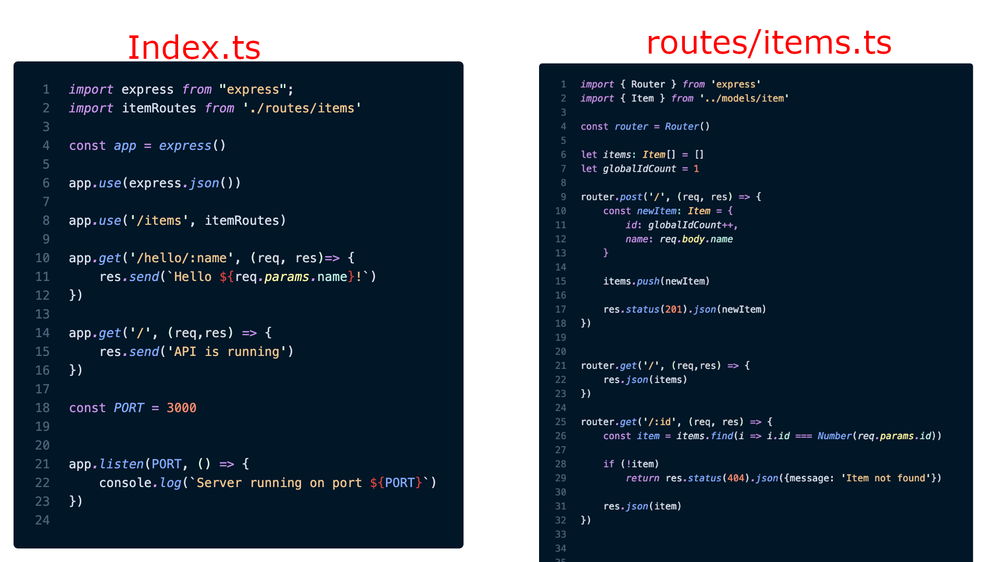 Index.ts
1 import express from "express";
2 import itemRoutes from './routes/items'
3
4 const app = express()
5
6 app.use(express.json())
7
8 app.use('/items', itemRoutes)
9
10 app.get('/hello/:name', (req, res)=> {
11     res.send(`Hello ${req.params.name}!`)
12 })
13
14 app.get('/', (req,res) => {
15     res.send('API is running')
16 })
17
18 const PORT = 3000
19
20
21 app.listen(PORT, () => {
22     console.log(`Server running on port ${PORT}`)
23 })
24
routes/items.ts
1 import { Router } from 'express'
2 import { Item } from '../models/item'
3
4 const router = Router()
5
6 let items: Item[] = []
7 let globalIdCount = 1
8
9 router.post('/', (req, res) => {
10     const newItem: Item = {
11         id: globalIdCount++,
12         name: req.body.name
13     }
14
15     items.push(newItem)
16
17     res.status(201).json(newItem)
18 })
19
20
21 router.get('/', (req,res) => {
22     res.json(items)
23 })
24
25 router.get('/:id', (req, res) => {
26     const item = items.find(i => i.id === Number(req.params.id))
27
28     if (!item)
29         return res.status(404).json({message: 'Item not found'})
30
31     res.json(item)
32 })
33
34
35